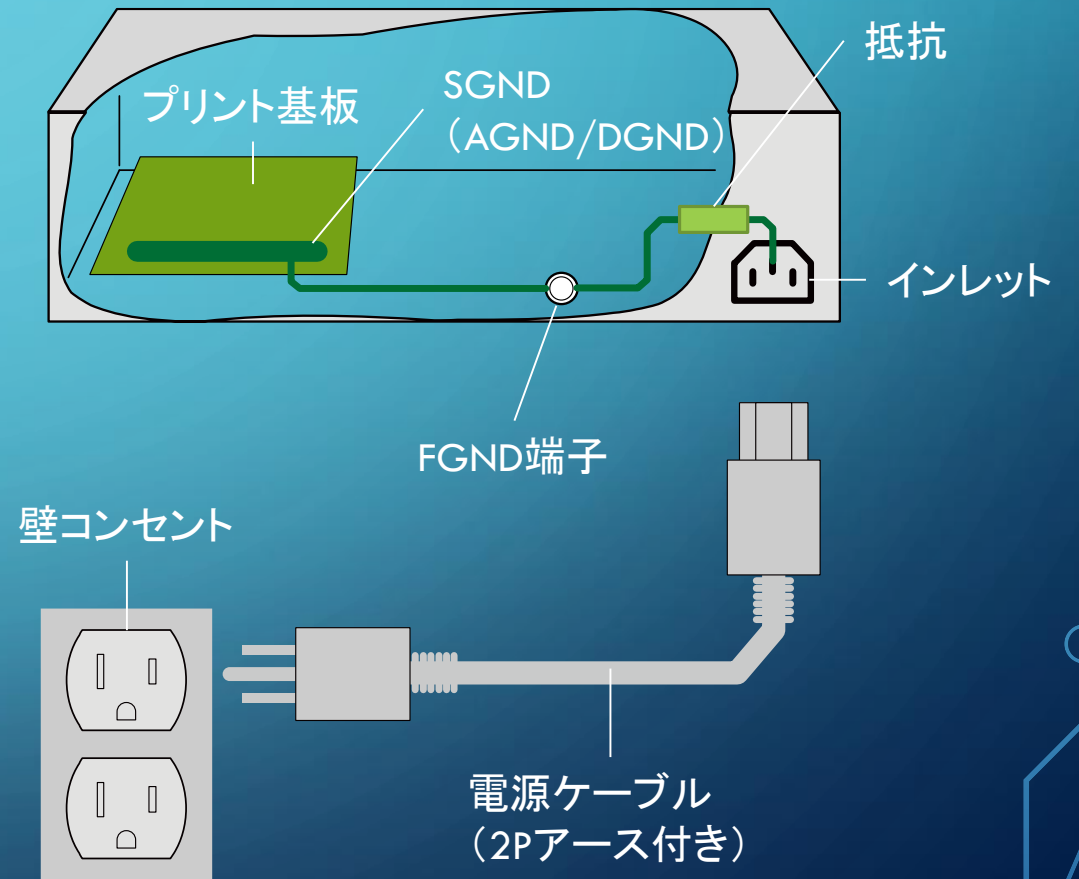 抵抗
SGND
（AGND/DGND）
プリント基板
インレット
FGND端子
壁コンセント
電源ケーブル
（2Pアース付き）